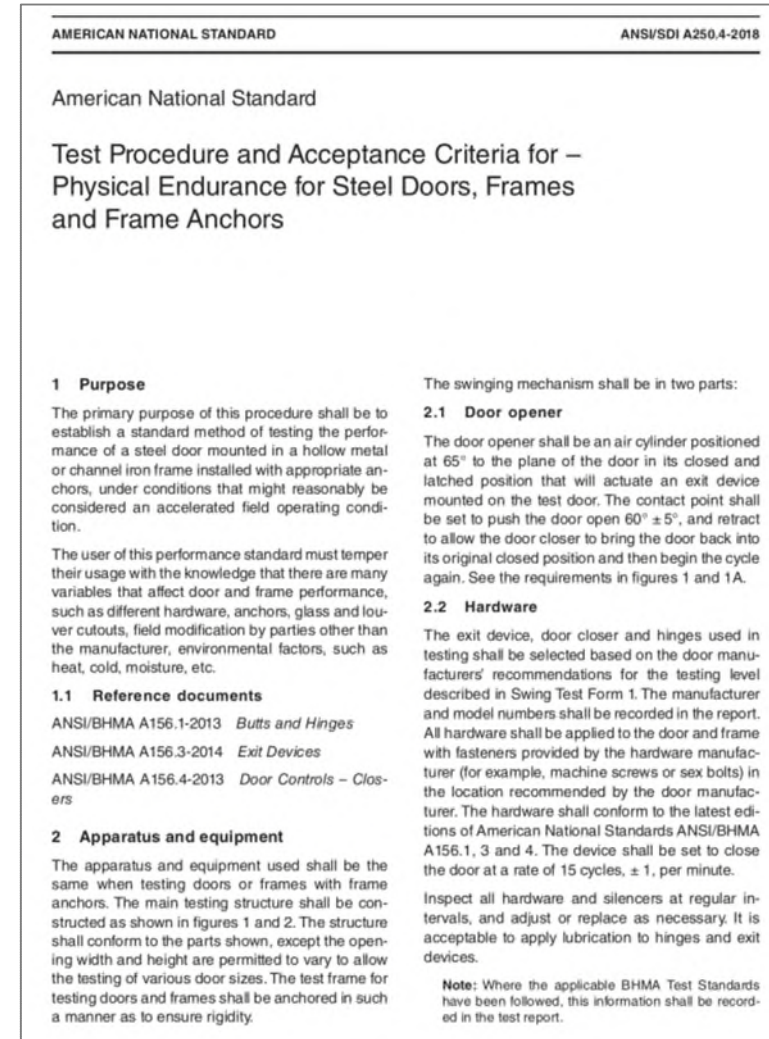 AMERICAN NATIONAL STANDARD ANSI/SDI A250.4-2018
American National Standard
Test Procedure and Acceptance Criteria for –
Physical Endurance for Steel Doors, Frames
and Frame Anchors
1 Purpose
The primary purpose of this procedure shall be to
establish a standard method of testing the perfor-
mance of a steel door mounted in a hollow metal
or channel iron frame installed with appropriate an-
chors, under conditions that might reasonably be
considered an accelerated field operating condi-
tion.
The user of this performance standard must temper
their usage with the knowledge that there are many
variables that affect door and frame performance,
such as different hardware, anchors, glass and lou-
ver cutouts, field modification by parties other than
the manufacturer, environmental factors, such as
heat, cold, moisture, etc.
1.1 Reference documents
ANSI/BHMA A156.1-2013 Butts and Hinges
ANSI/BHMA A156.3-2014 Exit Devices
ANSI/BHMA A156.4-2013 Door Controls – Clos-
ers
2 Apparatus and equipment
The apparatus and equipment used shall be the
same when testing doors or frames with frame
anchors. The main testing structure shall be con-
structed as shown in figures 1 and 2. The structure
shall conform to the parts shown, except the open-
ing width and height are permitted to vary to allow
the testing of various door sizes. The test frame for
testing doors and frames shall be anchored in such
a manner as to ensure rigidity.
The swinging mechanism shall be in two parts:
2.1 Door opener
The door opener shall be an air cylinder positioned
at 65° to the plane of the door in its closed and
latched position that will actuate an exit device
mounted on the test door. The contact point shall
be set to push the door open 60° ± 5°, and retract
to allow the door closer to bring the door back into
its original closed position and then begin the cycle
again. See the requirements in figures 1 and 1A.
2.2 Hardware
The exit device, door closer and hinges used in
testing shall be selected based on the door manu-
facturers' recommendations for the testing level
described in Swing Test Form 1. The manufacturer
and model numbers shall be recorded in the report.
All hardware shall be applied to the door and frame
with fasteners provided by the hardware manufac-
turer (for example, machine screws or sex bolts) in
the location recommended by the door manufac-
turer. The hardware shall conform to the latest edi-
tions of American National Standards ANSI/BHMA
A156.1, 3 and 4. The device shall be set to close
the door at a rate of 15 cycles, ± 1, per minute.
Inspect all hardware and silencers at regular in-
tervals, and adjust or replace as necessary. It is
acceptable to apply lubrication to hinges and exit
devices.
Note: Where the applicable BHMA Test Standards
have been followed, this information shall be record-
ed in the test report.